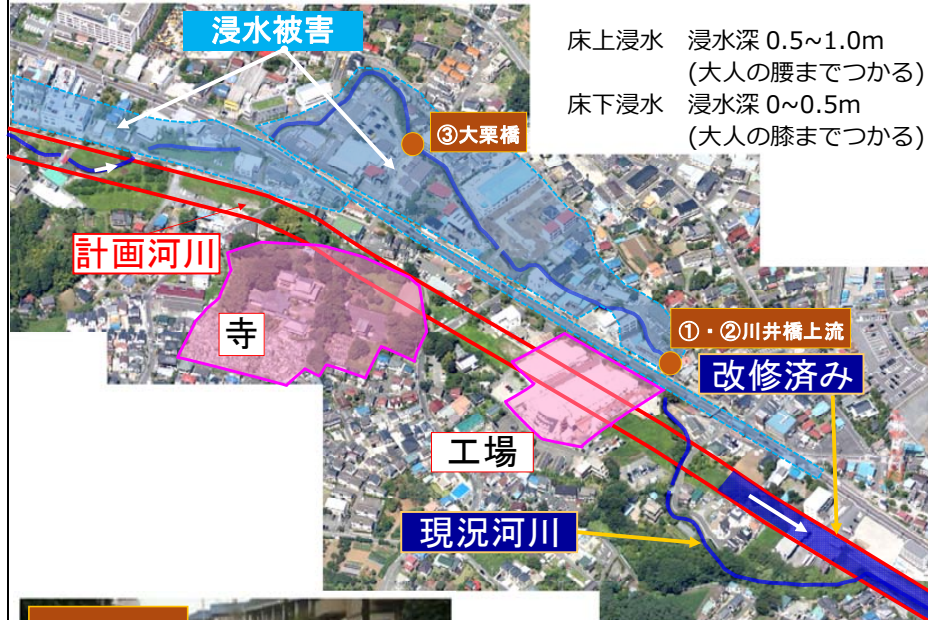 浸水被害
床上浸水 浸水深 0.5~1.0m
(大人の腰までつかる)
床下浸水 浸水深 0~0.5m
(大人の膝までつかる)
③大栗橋
計画河川
寺
①・②川井橋上流
改修済み
工場
現況河川